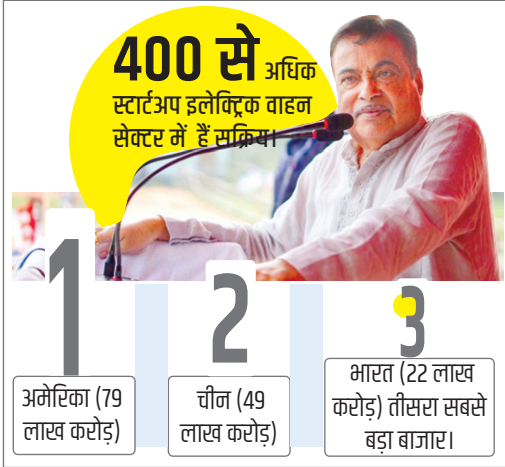 400 से अधिक
स्टार्टअप इलेक्ट्रिक वाहन
सेक्टर में हैं सक्रिय।
1
2
3
अमेरिका (79
लाख करोड़)
चीन (49
लाख करोड़)
भारत (22 लाख
करोड़) तीसरा सबसे
बड़ा बाजार।